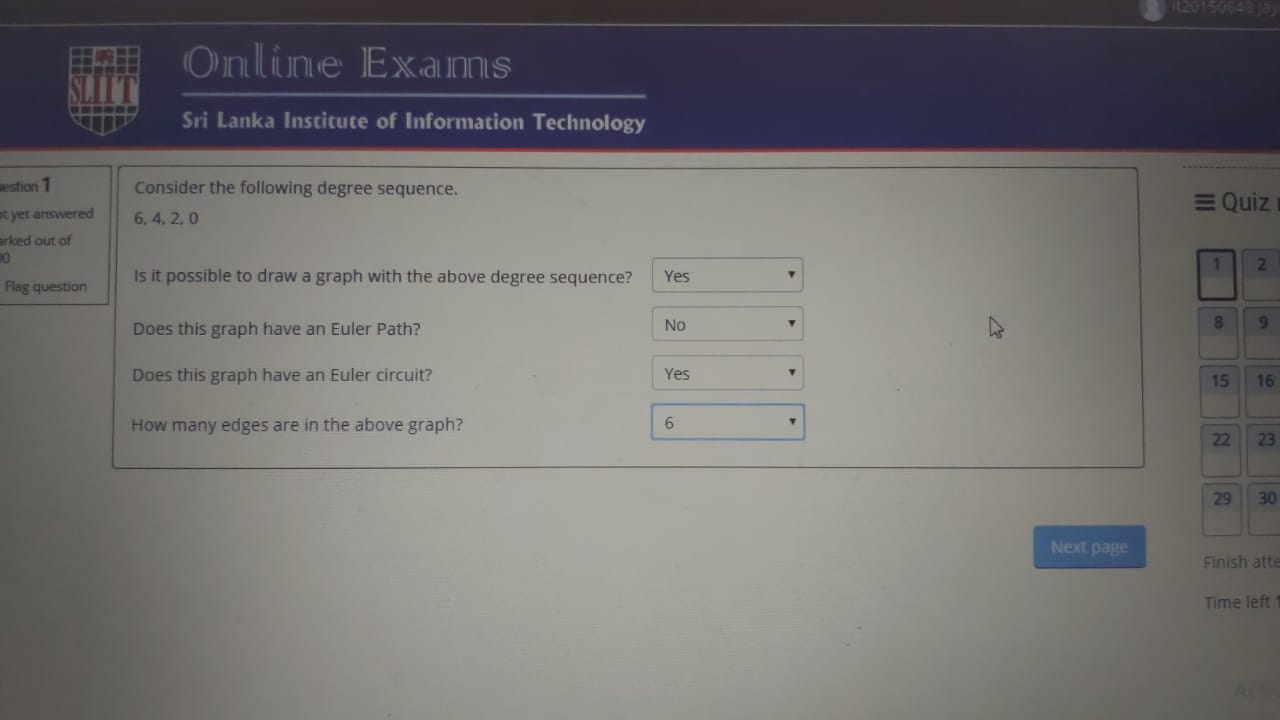 it20150648 jay
SLIIT
Online Exams
Sri Lanka Institute of Information Technology
estion 1
ot yet answered
arked out of
00
Flag question
Consider the following degree sequence.
6, 4, 2, 0
Is it possible to draw a graph with the above degree sequence? Yes
Does this graph have an Euler Path? No
Does this graph have an Euler circuit? Yes
How many edges are in the above graph? 6
Next page
Quiz
1 2
8 9
15 16
22 23
29 30
Finish atte
Time left 1